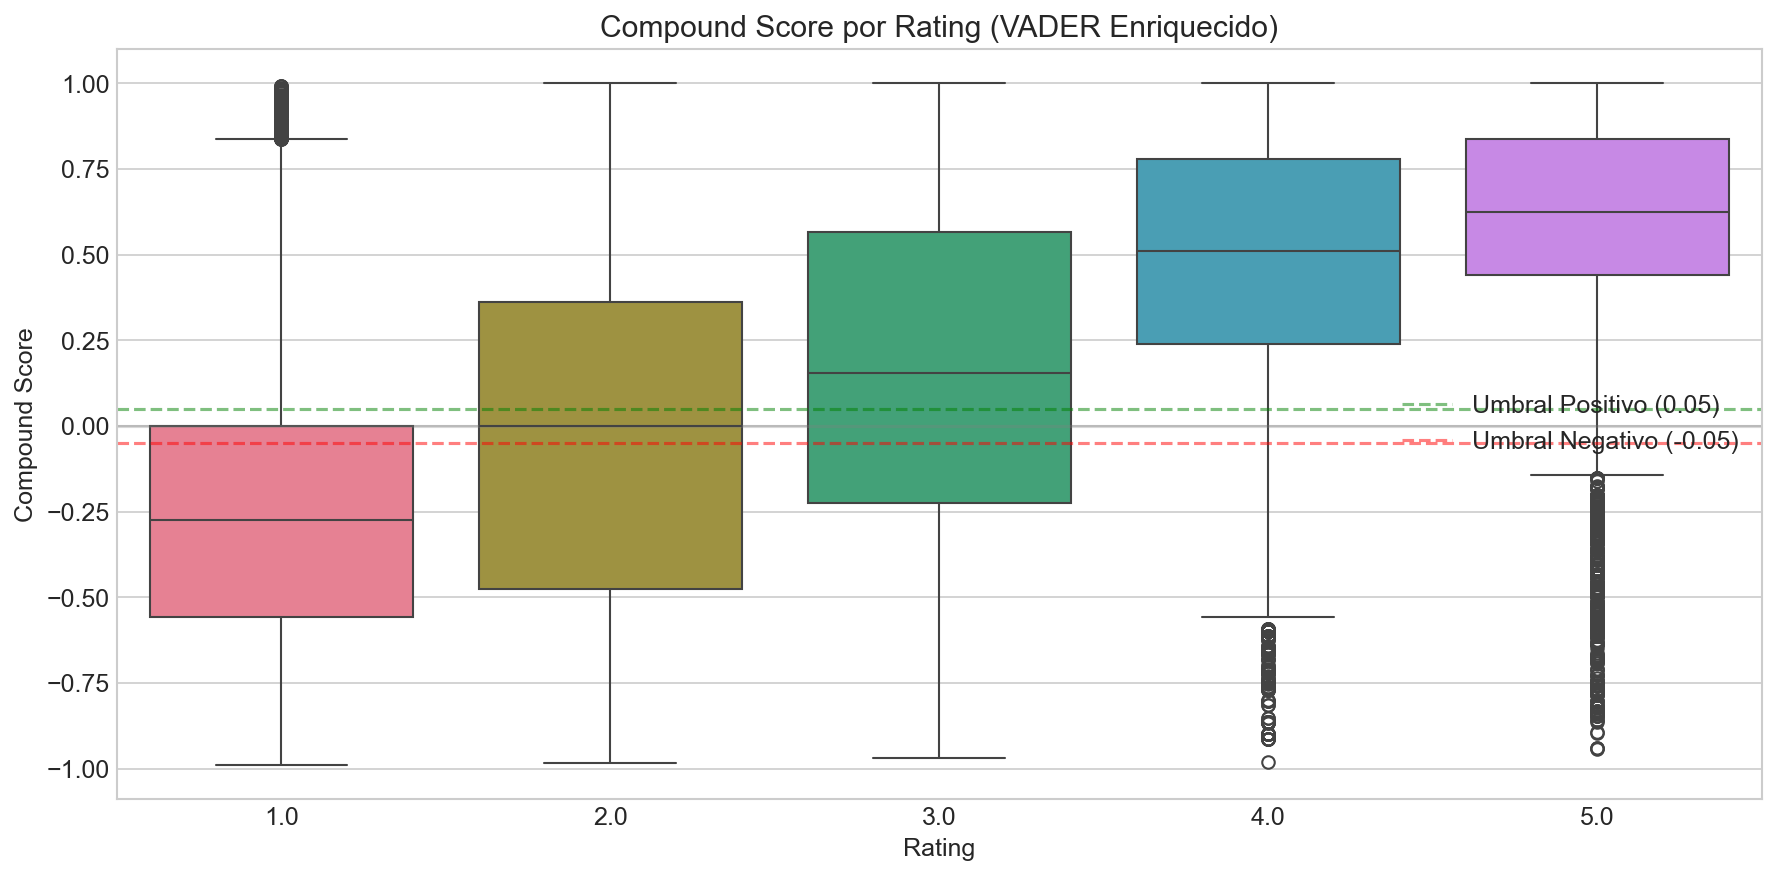 Compound Score por Rating (VADER Enriquecido)
Compound Score
1.00
0.75
0.50
0.25
0.00
−0.25
−0.50
−0.75
−1.00
Umbral Positivo (0.05)
Umbral Negativo (-0.05)
1.0 2.0 3.0 4.0 5.0
Rating